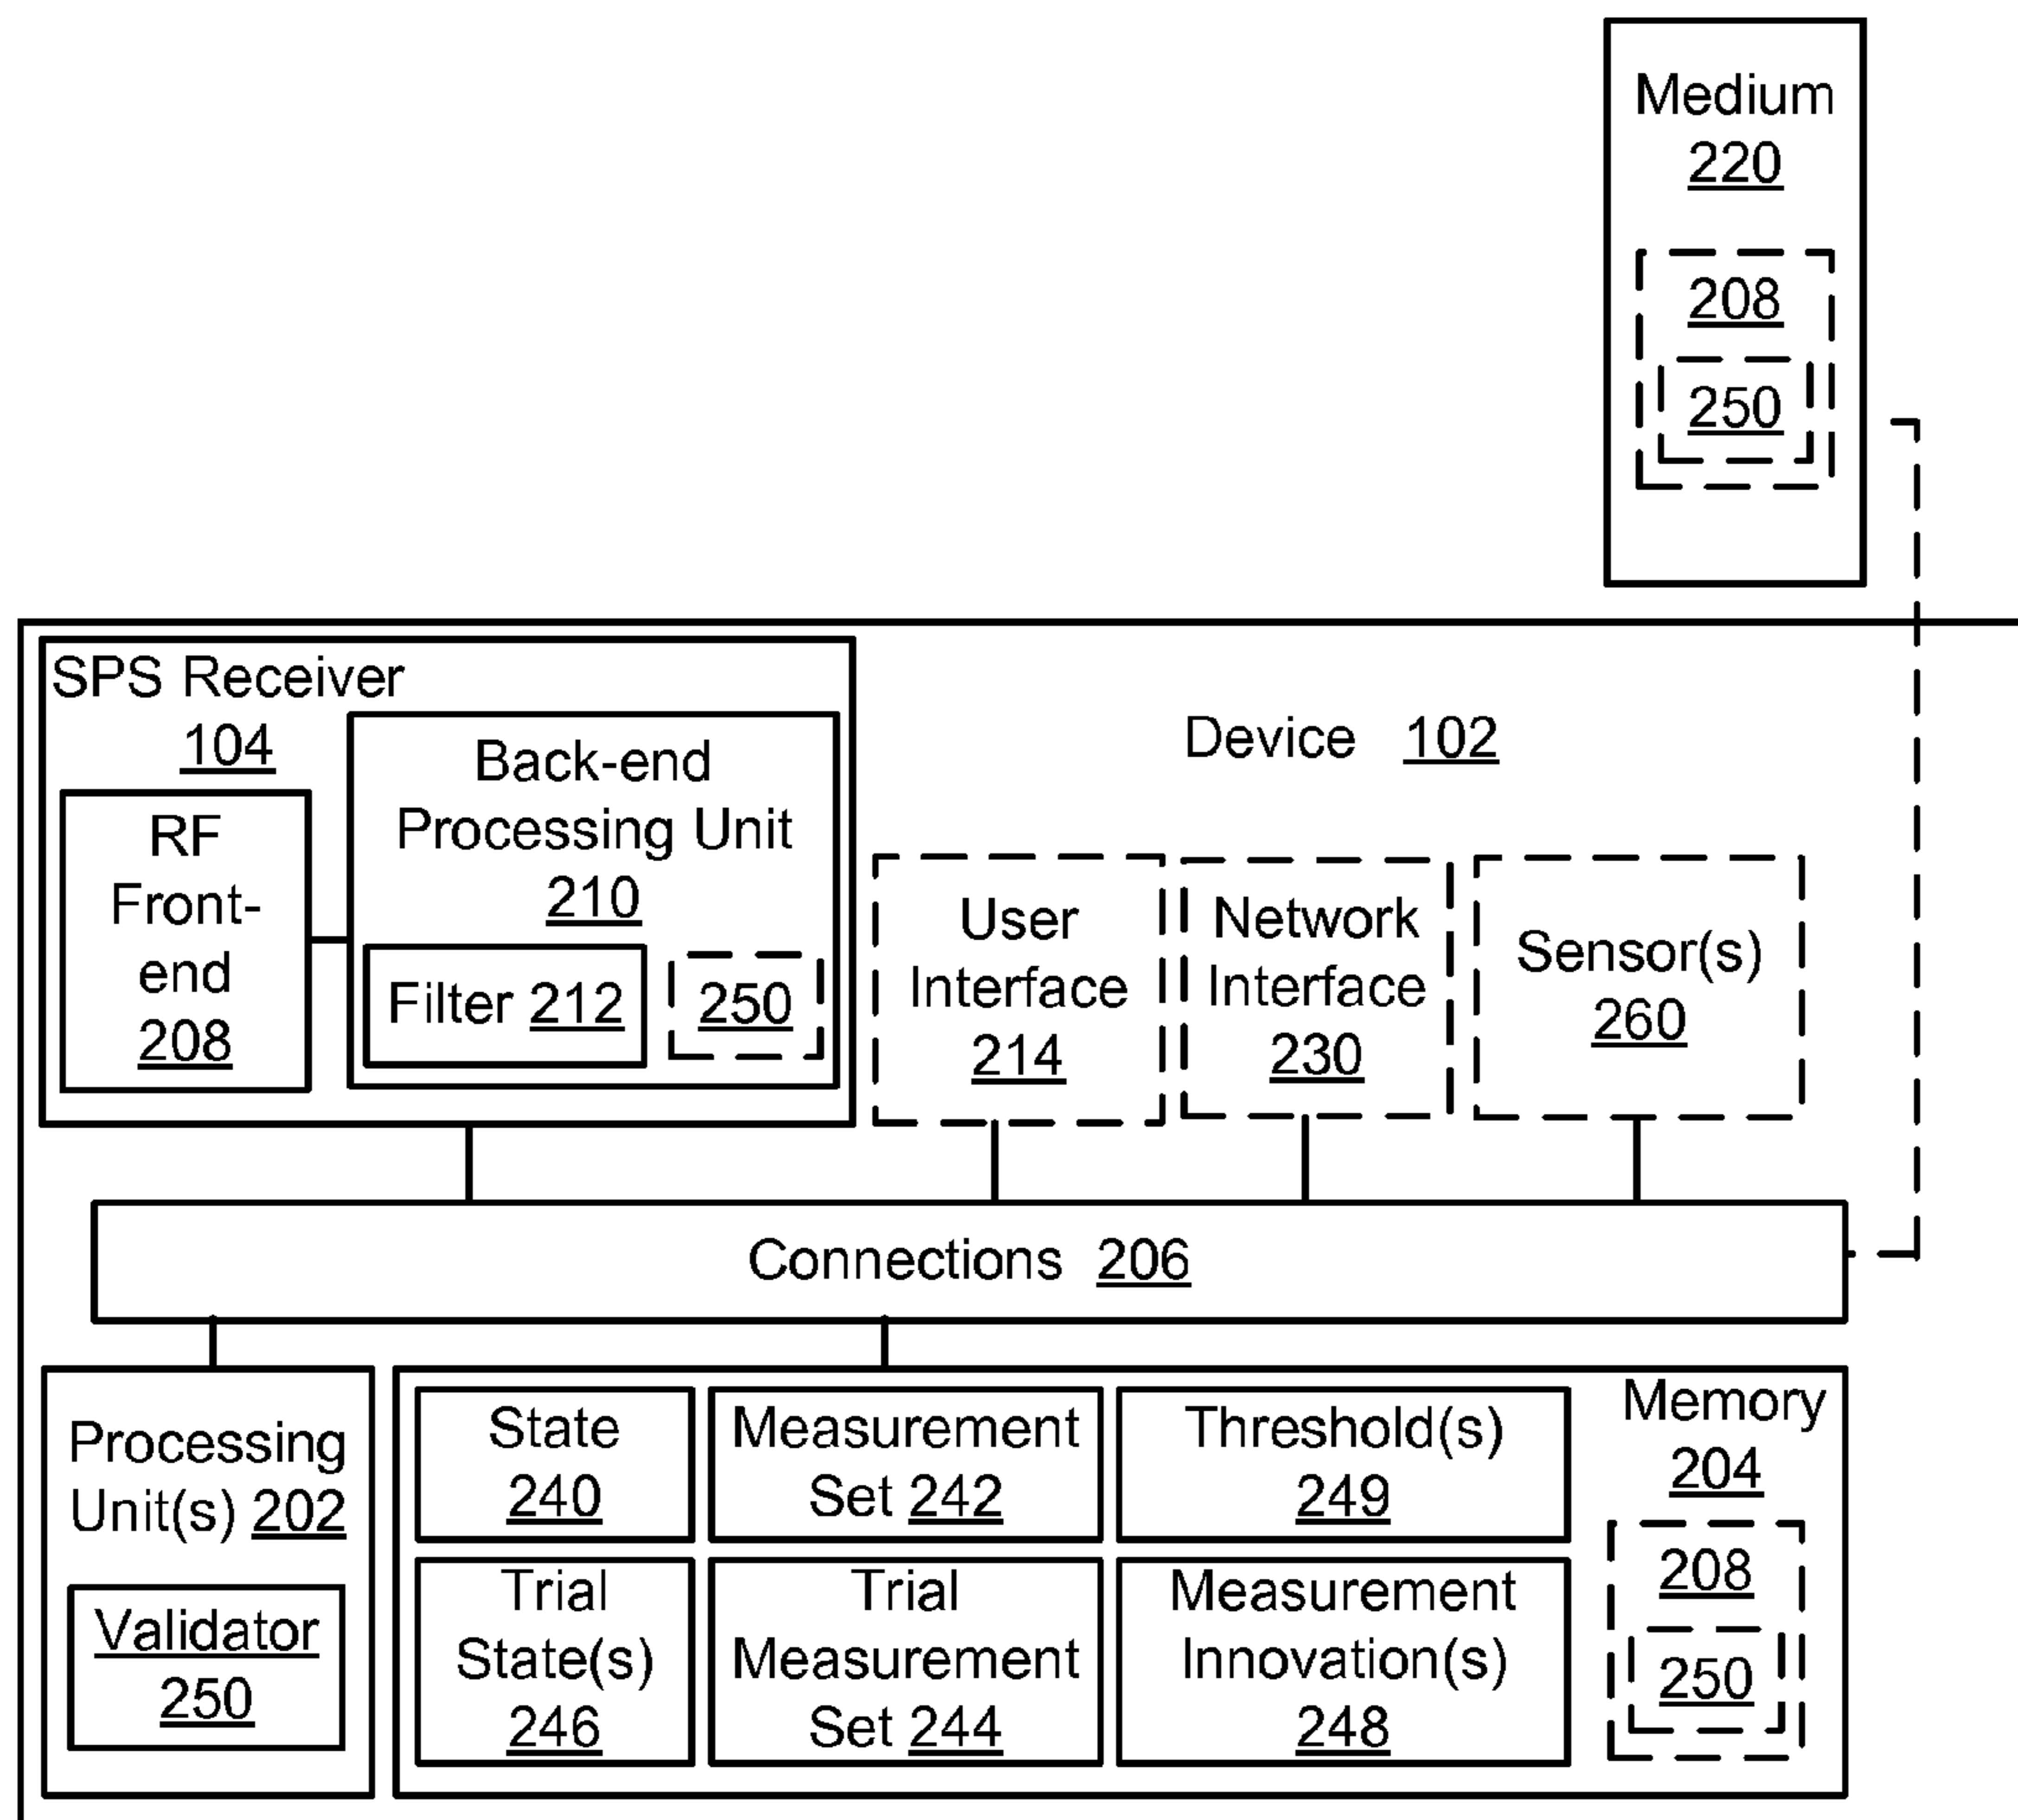 Medium
220
208
250
SPS Receiver
104
RF
Front-
end
208
Back-end
Processing Unit
210
Filter 212
250
Device 102
User
Interface
214
Network
Interface
230
Sensor(s)
260
Connections 206
Processing
Unit(s) 202
Validator
250
State
240
Measurement
Set 242
Threshold(s)
249
Trial
State(s)
246
Trial
Measurement
Set 244
Measurement
Innovation(s)
248
Memory
204
208
250